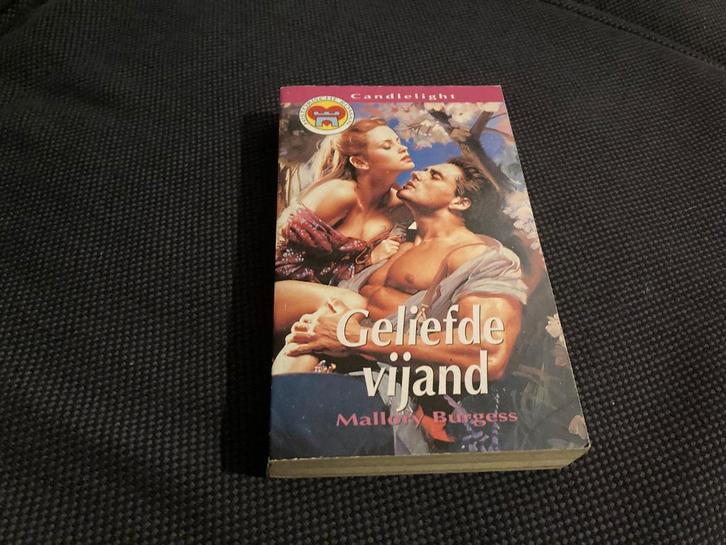 Candlelight
Geliefde
vijand
Mallory Burgess